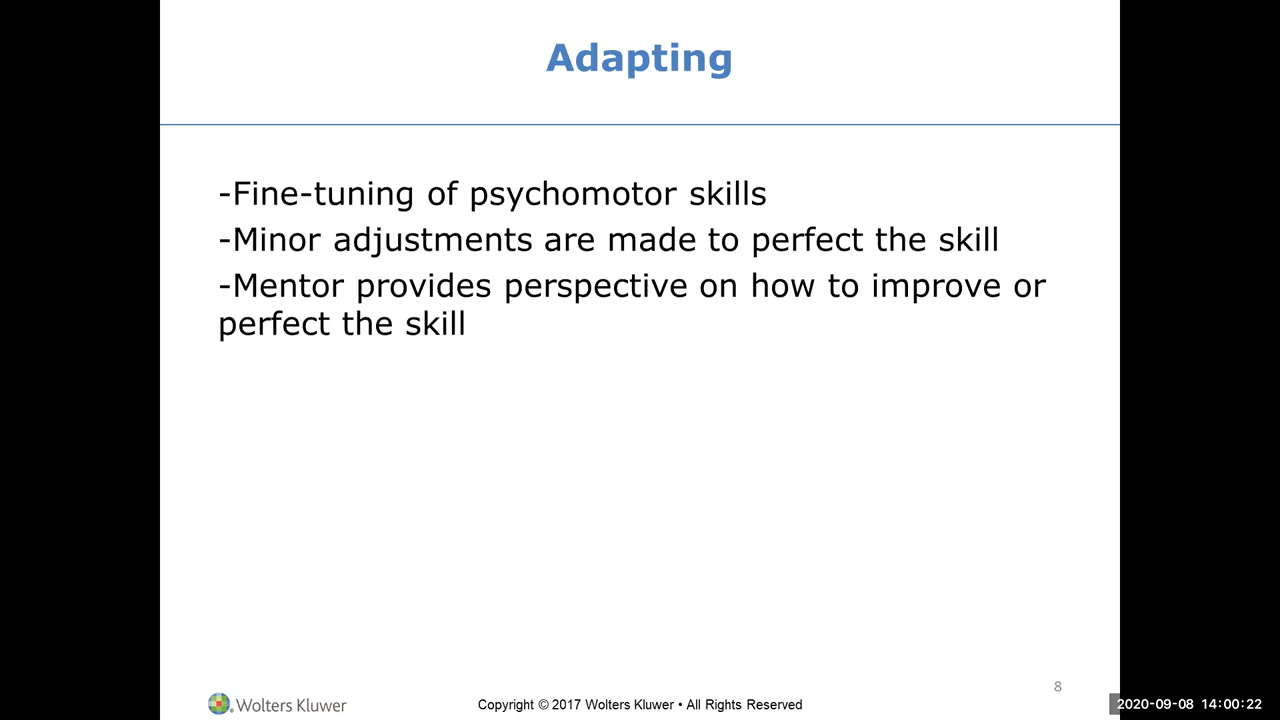 Adapting
-Fine-tuning of psychomotor skills
-Minor adjustments are made to perfect the skill
-Mentor provides perspective on how to improve or
perfect the skill
8
Wolters Kluwer
Copyright © 2017 Wolters Kluwer • All Rights Reserved
2020-09-08 14:00:22